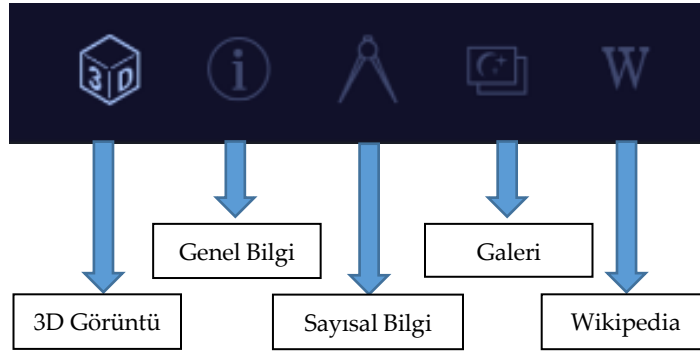 3D
i
W
Genel Bilgi
Galeri
3D Görüntü
Sayısal Bilgi
Wikipedia